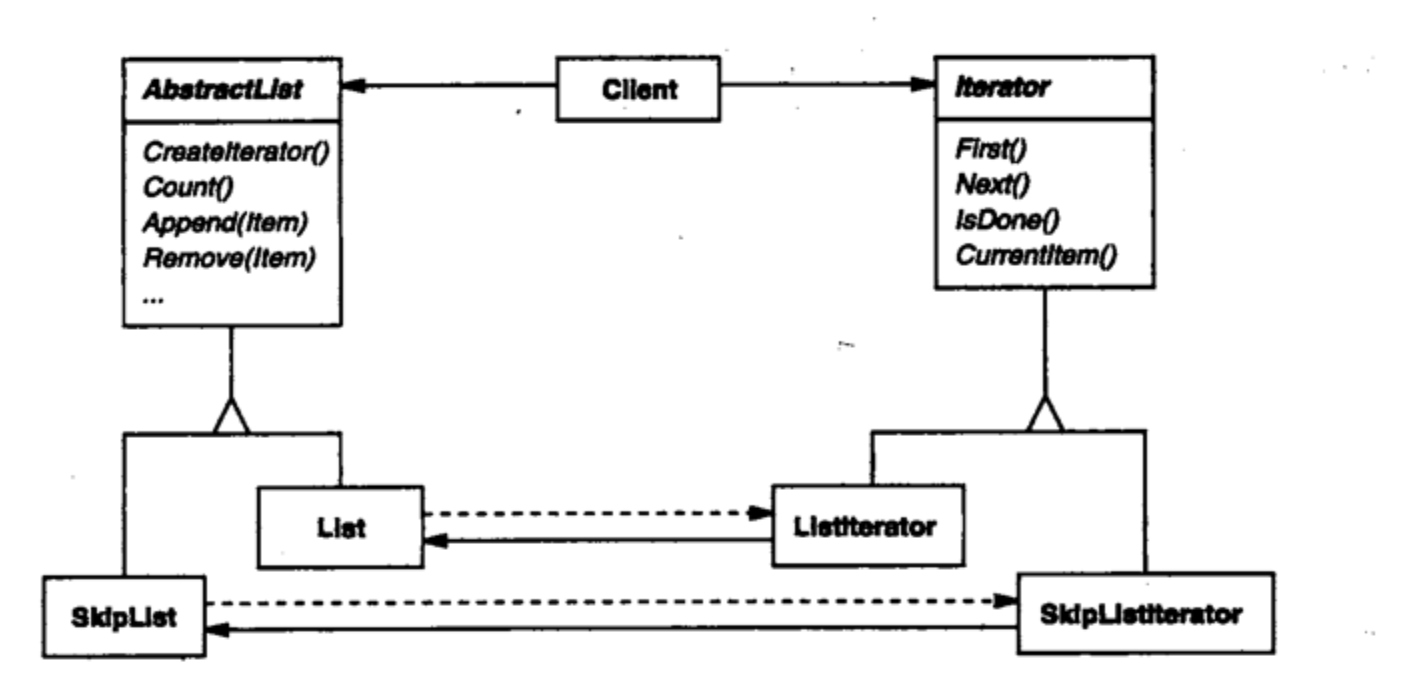 AbstractList
CreateIterator()
Count()
Append(Item)
Remove(Item)
...
Client
Iterator
First()
Next()
IsDone()
CurrentItem()
List
ListIterator
SkipList
SkipListIterator